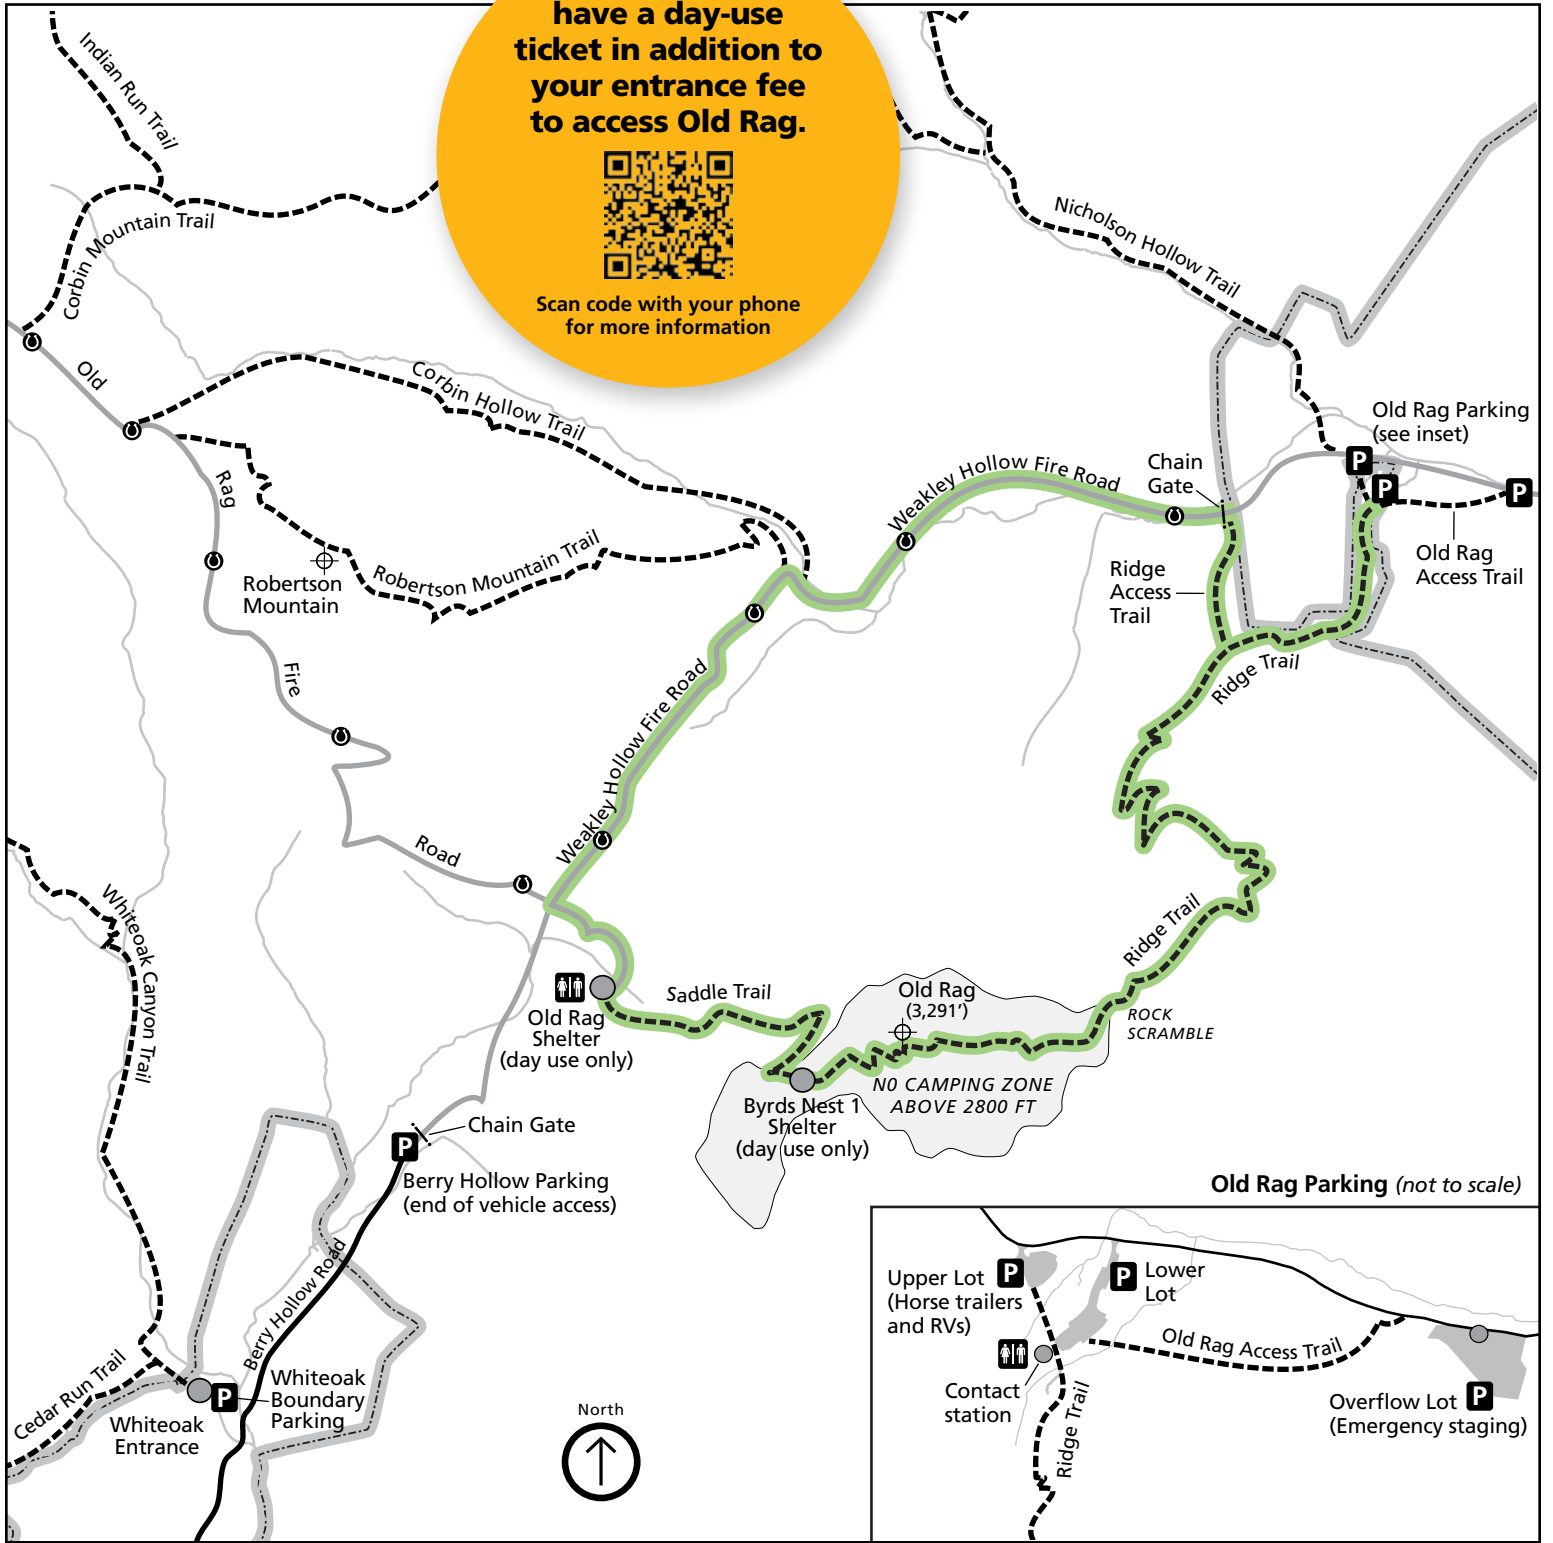 have a day-use
ticket in addition to
your entrance fee
to access Old Rag.
Scan code with your phone
for more information
Indian Run Trail
Corbin Mountain Trail
Nicholson Hollow Trail
Old
Rag
Fire
Road
Corbin Hollow Trail
Robertson
Mountain
Robertson Mountain Trail
Weakley Hollow Fire Road
Chain
Gate
Old Rag Parking
(see inset)
P
P
P
Old Rag
Access Trail
Ridge
Access
Trail
Ridge Trail
Weakley Hollow Fire Road
Whiteoak Canyon Trail
Ridge Trail
Saddle Trail
Old Rag
(3,291’)
ROCK
SCRAMBLE
Old Rag
Shelter
(day use only)
N0 CAMPING ZONE
ABOVE 2800 FT
Byrds Nest 1
Shelter
(day use only)
Chain Gate
P
Berry Hollow Parking
(end of vehicle access)
Berry Hollow Road
Cedar Run Trail
P
Whiteoak
Boundary
Parking
Whiteoak
Entrance
North
Old Rag Parking (not to scale)
Upper Lot
(Horse trailers
and RVs)
P
P
Lower
Lot
Old Rag Access Trail
Contact
station
Ridge Trail
Overflow Lot
(Emergency staging)
P